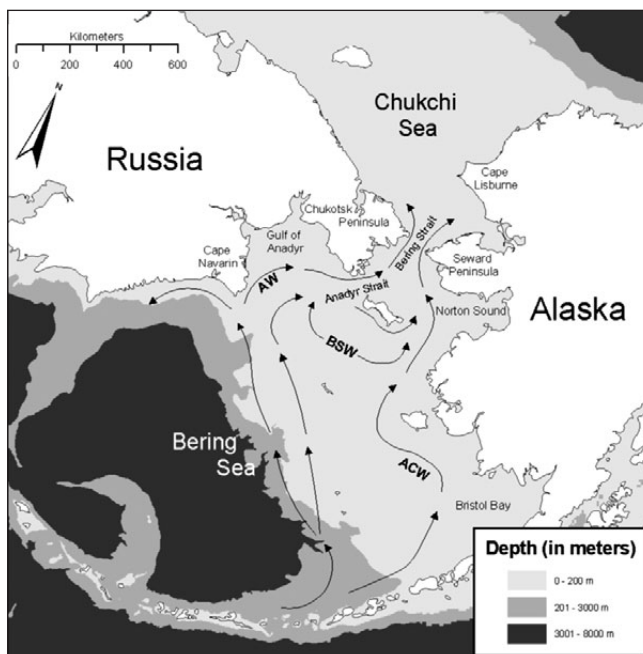 Kilometers
0 200 400 600
N
Chukchi
Sea
Russia
Cape
Lisburne
Chukotsk
Peninsula
Gulf of
Anadyr
Bering Strait
Cape
Navarin
Seward
Peninsula
AW
Anadyr Strait
Norton Sound
Alaska
BSW
Bering
Sea
ACW
Bristol Bay
Depth (in meters)
0 - 200 m
201 - 3000 m
3001 - 8000 m